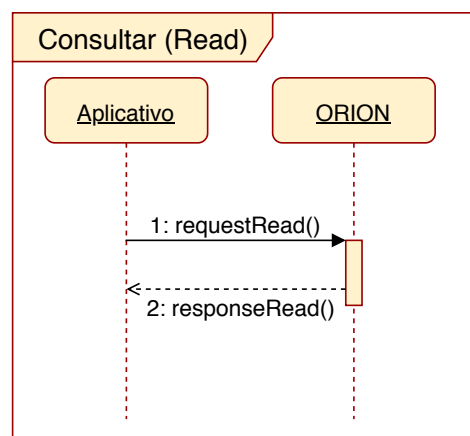 Consultar (Read)
Aplicativo
ORION
1: requestRead()
2: responseRead()